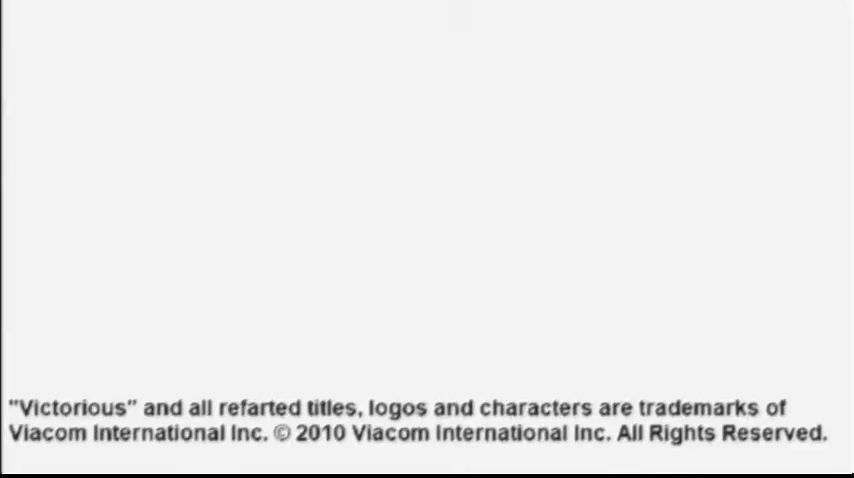 "Victorious" and all refarted titles, logos and characters are trademarks of
Viacom International Inc. © 2010 Viacom International Inc. All Rights Reserved.